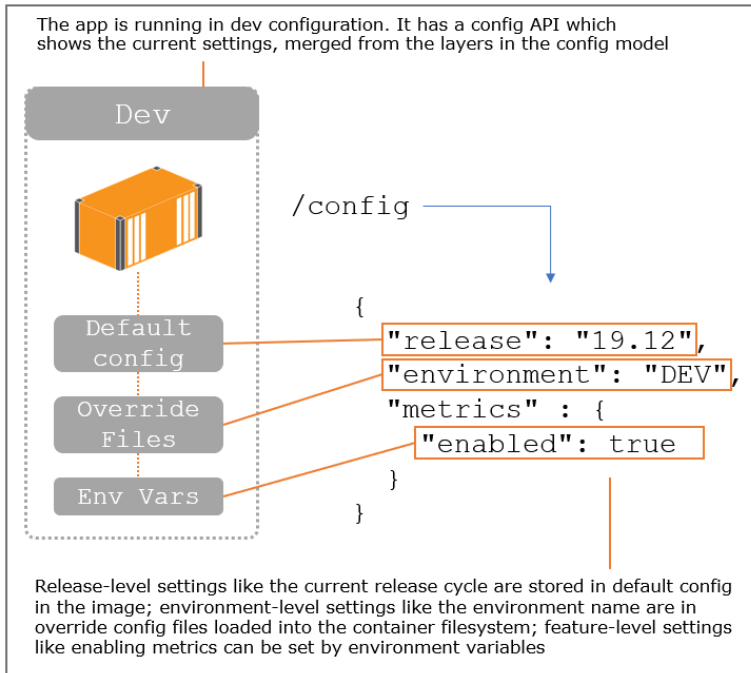 The app is running in dev configuration. It has a config API which
shows the current settings, merged from the layers in the config model
Dev
/config
Default
config
Override
Files
Env Vars
{
"release": "19.12",
"environment": "DEV",
"metrics" : {
"enabled": true
}
}
Release-level settings like the current release cycle are stored in default config
in the image; environment-level settings like the environment name are in
override config files loaded into the container filesystem; feature-level settings
like enabling metrics can be set by environment variables